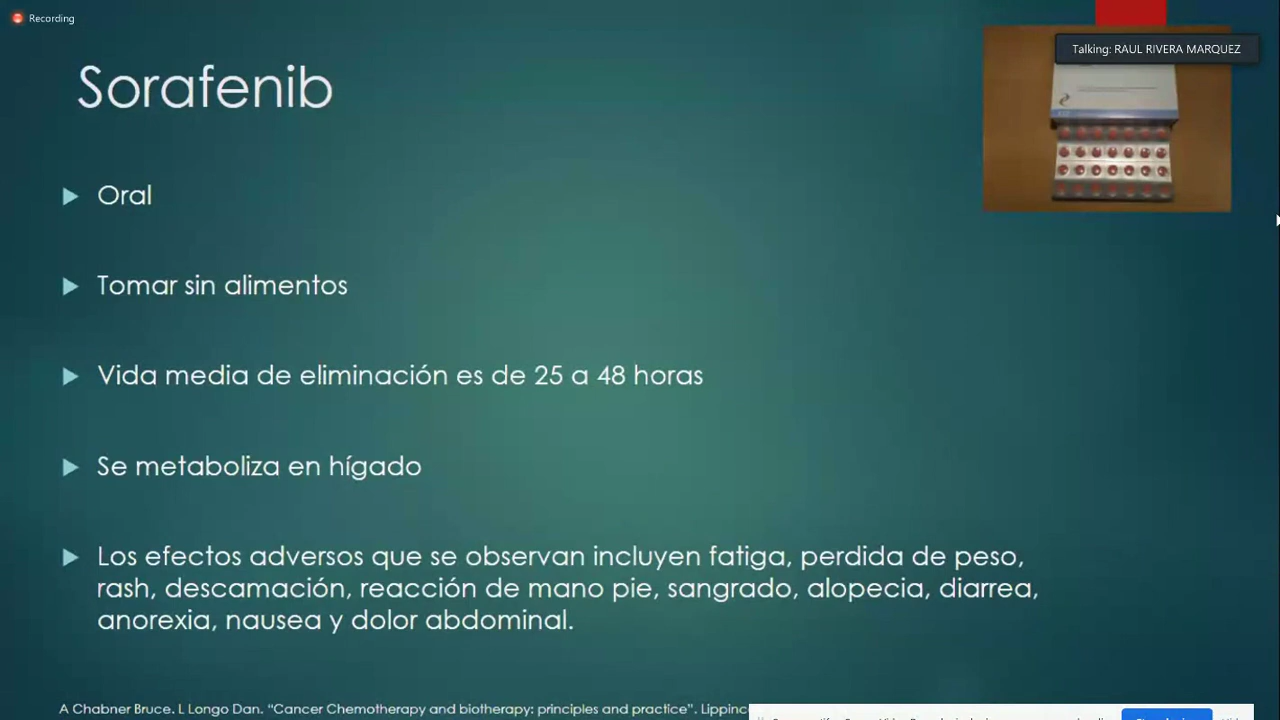 Recording
Talking: RAUL RIVERA MARQUEZ
Sorafenib
Oral
Tomar sin alimentos
Vida media de eliminación es de 25 a 48 horas
Se metaboliza en hígado
Los efectos adversos que se observan incluyen fatiga, perdida de peso,
rash, descamación, reacción de mano pie, sangrado, alopecia, diarrea,
anorexia, nausea y dolor abdominal.
A Chabner Bruce. L Longo Dan. “Cancer Chemotherapy and biotherapy: principles and practice”. Lippinc